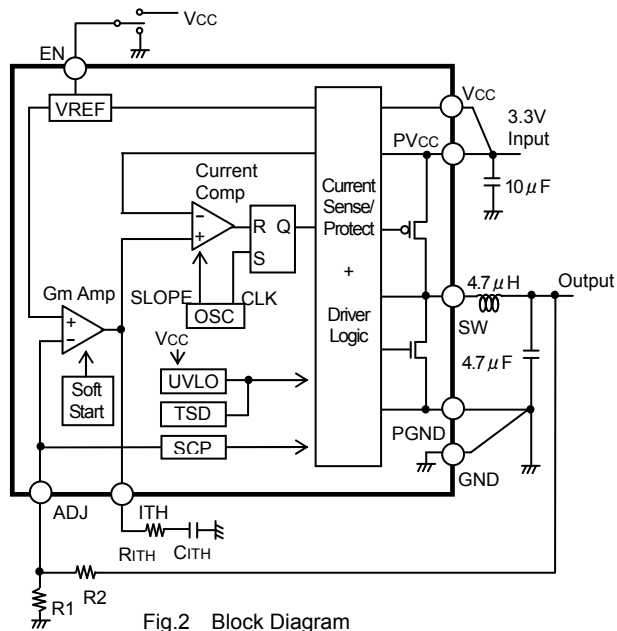 VCC
EN
VREF
VCC
3.3V
Input
PVCC
10μF
Current
Comp
Current
Sense/
Protect
+
Driver
Logic
-
+
R Q
S
SLOPE
CLK
OSC
Gm Amp
+
-
4.7μH
Output
SW
4.7μF
VCC
Soft
Start
UVLO
TSD
SCP
PGND
GND
ADJ
ITH
RITH
CITH
R1
R2
Fig.2 Block Diagram